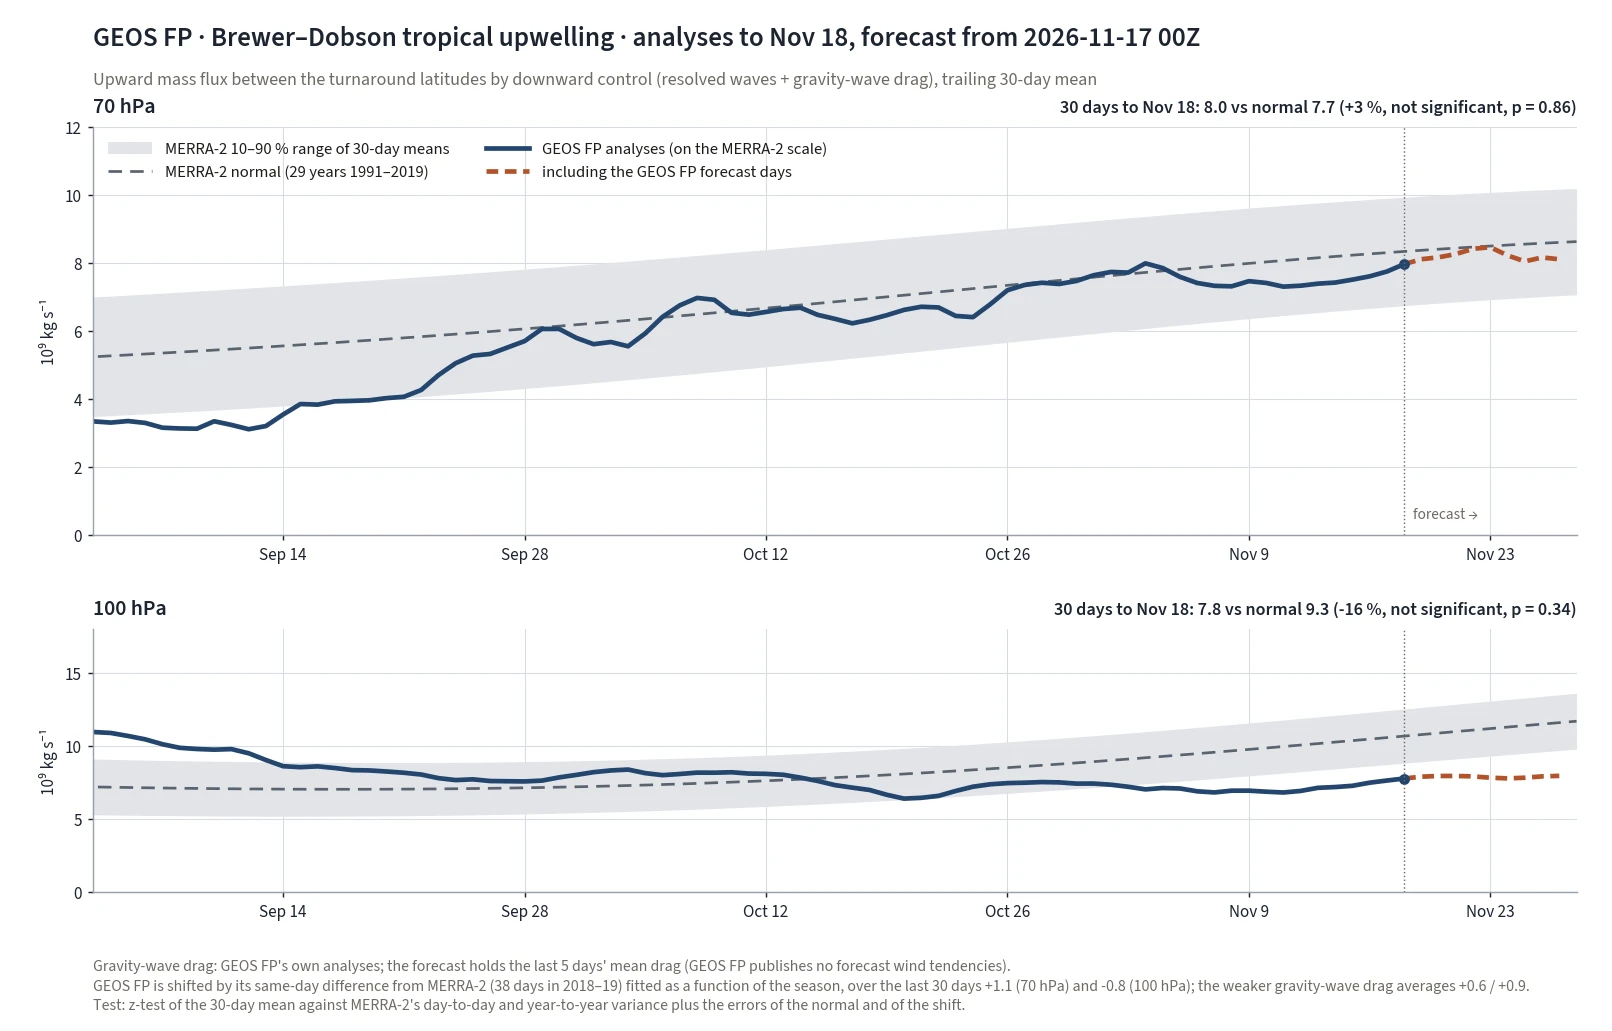 GEOS FP · Brewer–Dobson tropical upwelling · analyses to Nov 18, forecast from 2026-11-17 00Z
Upward mass flux between the turnaround latitudes by downward control (resolved waves + gravity-wave drag), trailing 30-day mean
70 hPa
30 days to Nov 18: 8.0 vs normal 7.7 (+3 %, not significant, p = 0.86)
MERRA-2 10–90 % range of 30-day means
MERRA-2 normal (29 years 1991–2019)
GEOS FP analyses (on the MERRA-2 scale)
including the GEOS FP forecast days
12
10
8
6
4
2
0
10⁹ kg s⁻¹
forecast →
Sep 14
Sep 28
Oct 12
Oct 26
Nov 9
Nov 23
100 hPa
30 days to Nov 18: 7.8 vs normal 9.3 (-16 %, not significant, p = 0.34)
15
10
5
0
10⁹ kg s⁻¹
Sep 14
Sep 28
Oct 12
Oct 26
Nov 9
Nov 23
Gravity-wave drag: GEOS FP's own analyses; the forecast holds the last 5 days' mean drag (GEOS FP publishes no forecast wind tendencies).
GEOS FP is shifted by its same-day difference from MERRA-2 (38 days in 2018–19) fitted as a function of the season, over the last 30 days +1.1 (70 hPa) and -0.8 (100 hPa); the weaker gravity-wave drag averages +0.6 / +0.9.
Test: z-test of the 30-day mean against MERRA-2's day-to-day and year-to-year variance plus the errors of the normal and of the shift.